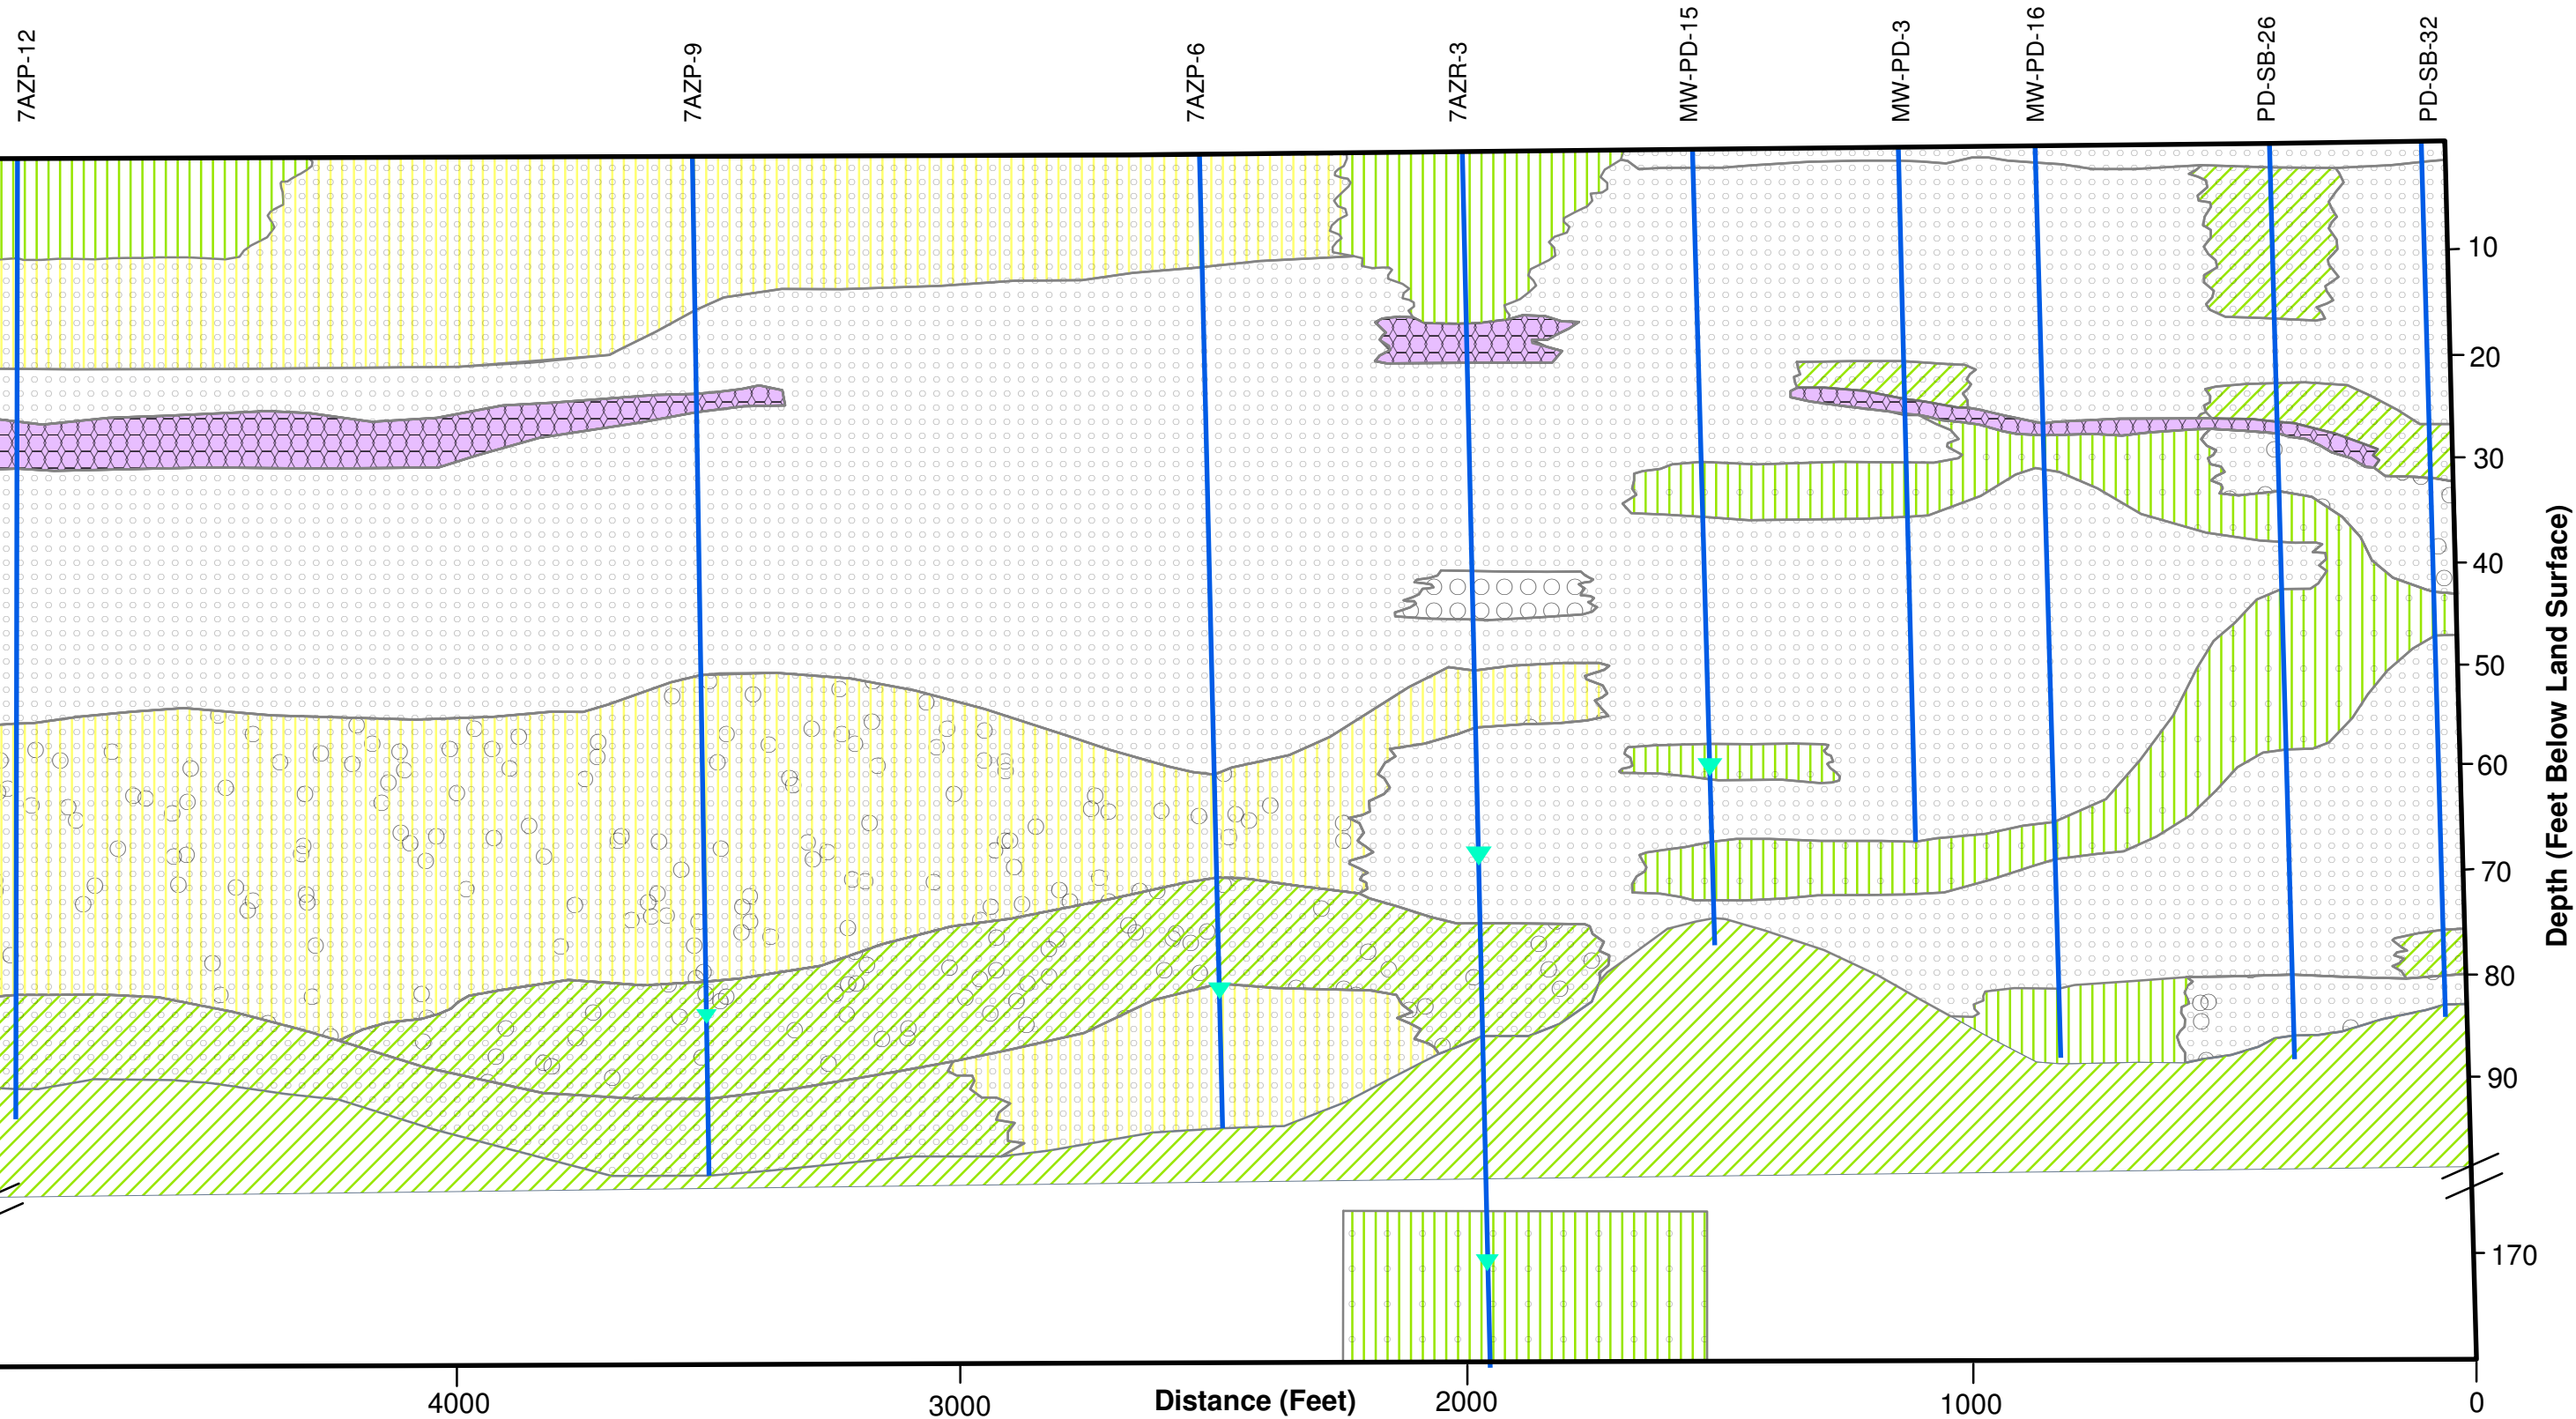 7AZP-12
7AZP-9
7AZP-6
7AZR-3
MW-PD-15
MW-PD-3
MW-PD-16
PD-SB-26
PD-SB-32
10
20
30
40
50
60
70
80
90
170
Depth (Feet Below Land Surface)
4000
3000
Distance (Feet)
2000
1000
0